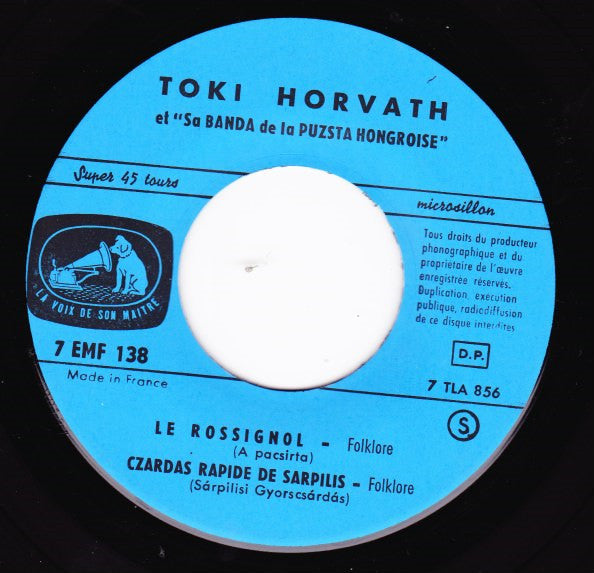 TOKI HORVATH
et "Sa BANDA de la PUZSTA HONGROISE"
Super 45 tours
microsillon
LA VOIX DE SON MAITRE
Tous droits du producteur
phonographique et du
propriétaire de l'œuvre
enregistrée réservés.
Duplication, exécution
publique, radiodiffusion
de ce disque interdites
7 EMF 138
D.P.
Made in France
7 TLA 856
S
LE ROSSIGNOL - Folklore
(A pacsirta)
CZARDAS RAPIDE DE SARPILIS - Folklore
(Sárpilisi Gyorscsárdás)